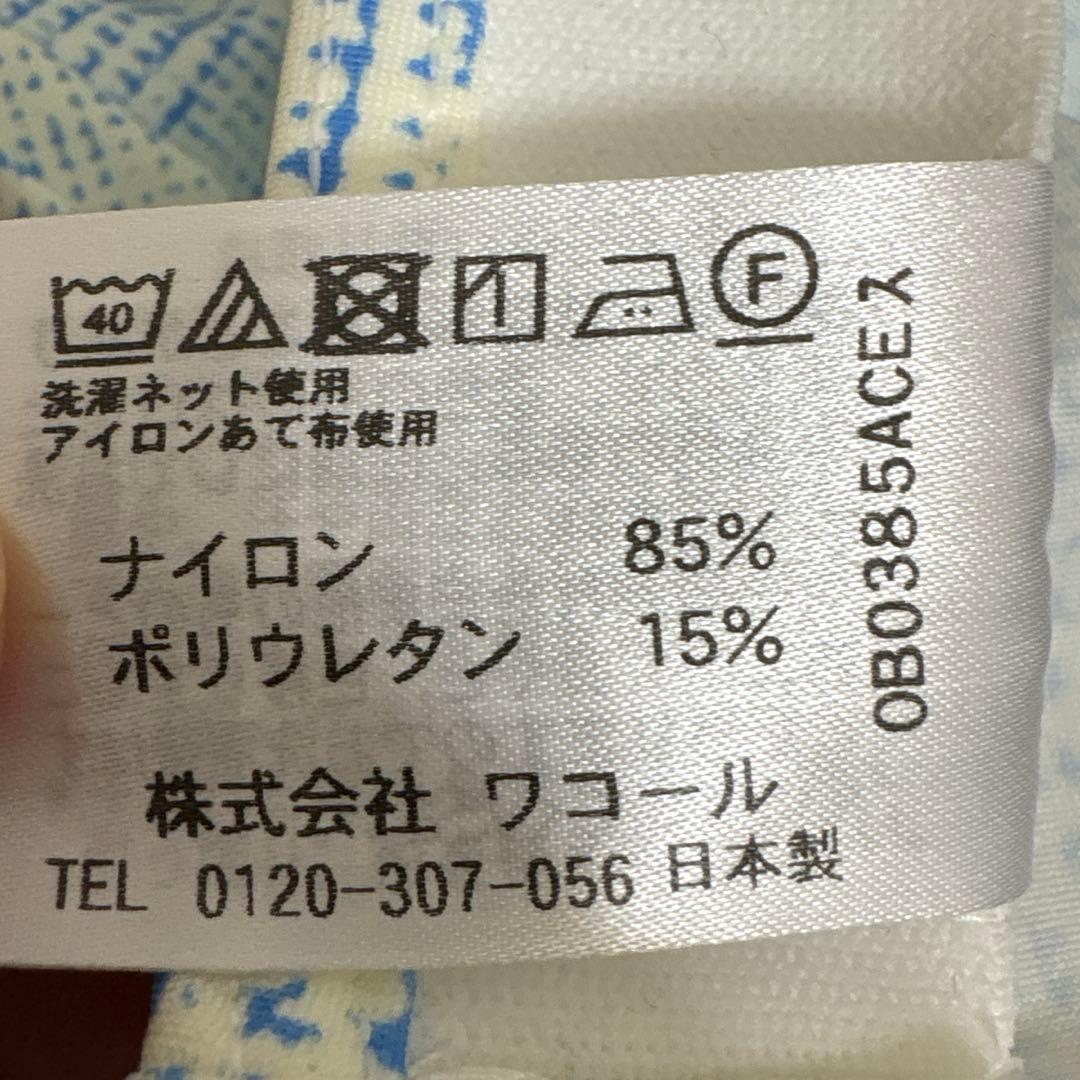 40
F
洗濯ネット使用
アイロンあて布使用
ナイロン 85%
ポリウレタン 15%
株式会社 ワコール
TEL 0120-307-056 日本製
0B0385ACEス